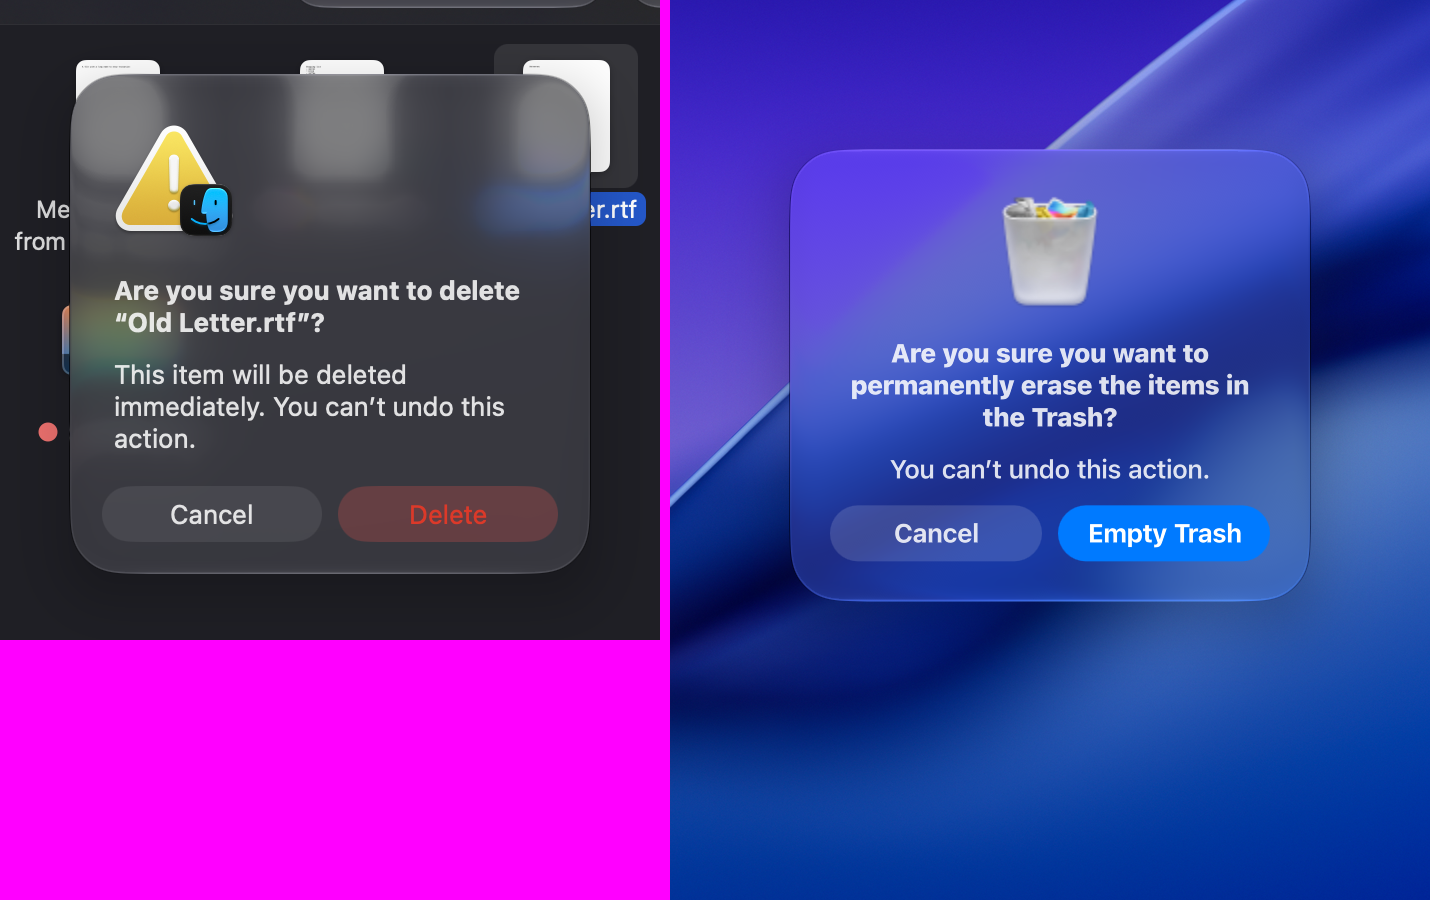 Me
from
er.rtf
Are you sure you want to delete
“Old Letter.rtf”?
This item will be deleted
immediately. You can’t undo this
action.
Cancel
Delete
Are you sure you want to
permanently erase the items in
the Trash?
You can’t undo this action.
Cancel
Empty Trash